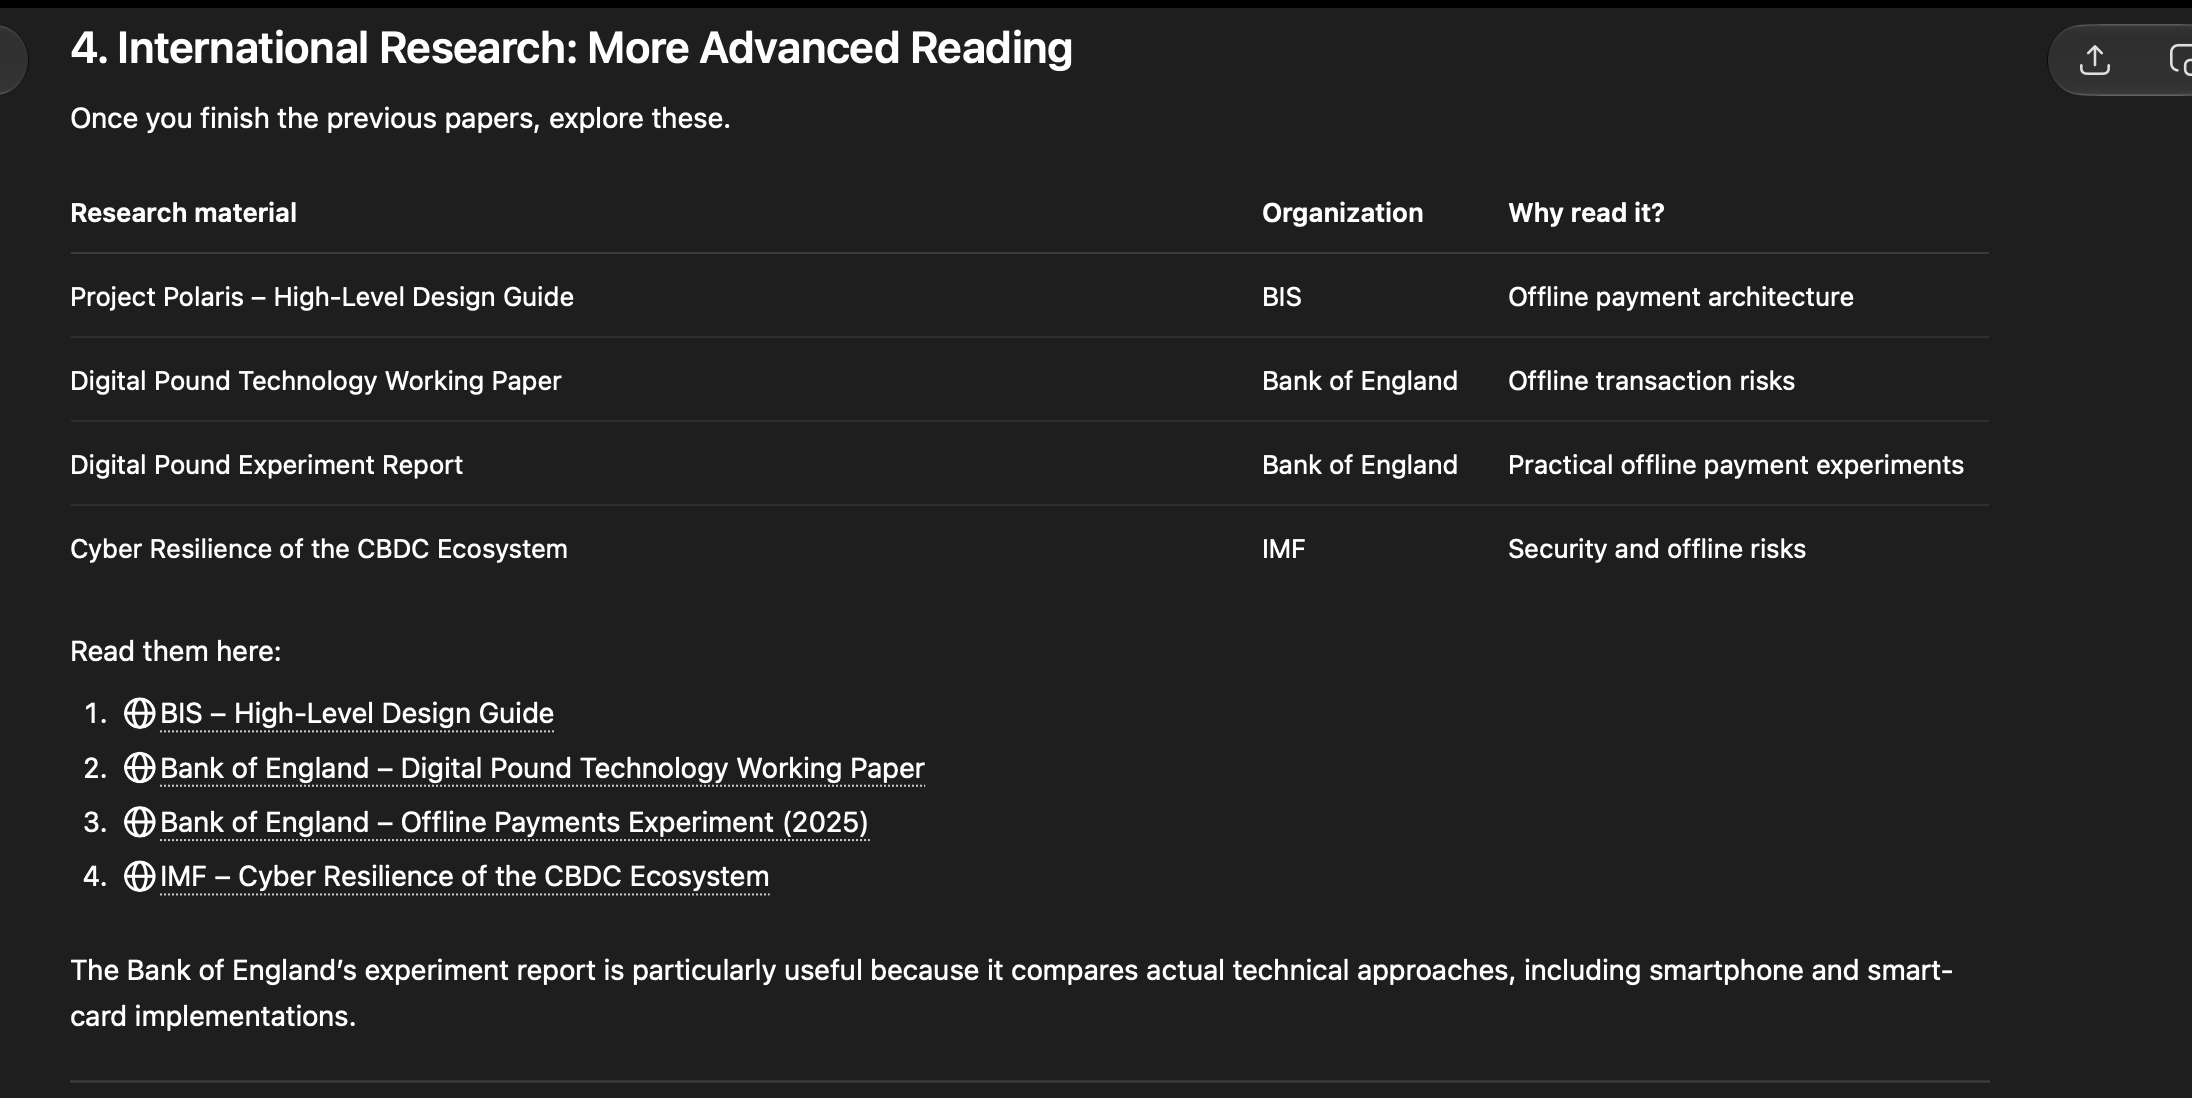 4. International Research: More Advanced Reading
Once you finish the previous papers, explore these.
Research material Organization Why read it?
Project Polaris – High-Level Design Guide BIS Offline payment architecture
Digital Pound Technology Working Paper Bank of England Offline transaction risks
Digital Pound Experiment Report Bank of England Practical offline payment experiments
Cyber Resilience of the CBDC Ecosystem IMF Security and offline risks
Read them here:
1. BIS – High-Level Design Guide
2. Bank of England – Digital Pound Technology Working Paper
3. Bank of England – Offline Payments Experiment (2025)
4. IMF – Cyber Resilience of the CBDC Ecosystem
The Bank of England’s experiment report is particularly useful because it compares actual technical approaches, including smartphone and smart-
card implementations.